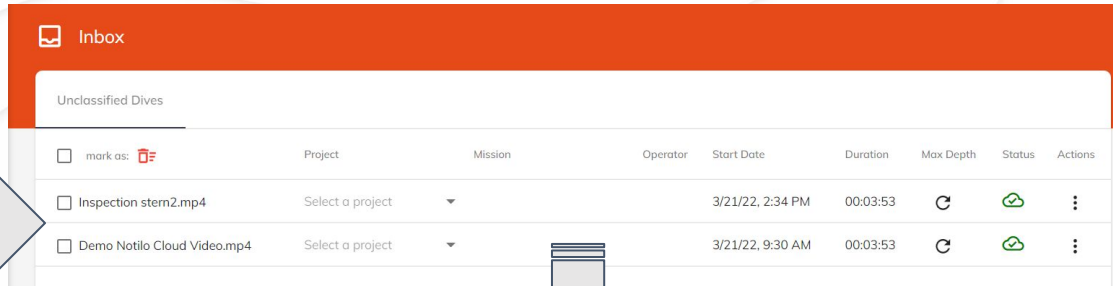 Inbox
Unclassified Dives
mark as: Project Mission Operator Start Date Duration Max Depth Status Actions
Inspection stern2.mp4 Select a project 3/21/22, 2:34 PM 00:03:53
Demo Notilo Cloud Video.mp4 Select a project 3/21/22, 9:30 AM 00:03:53